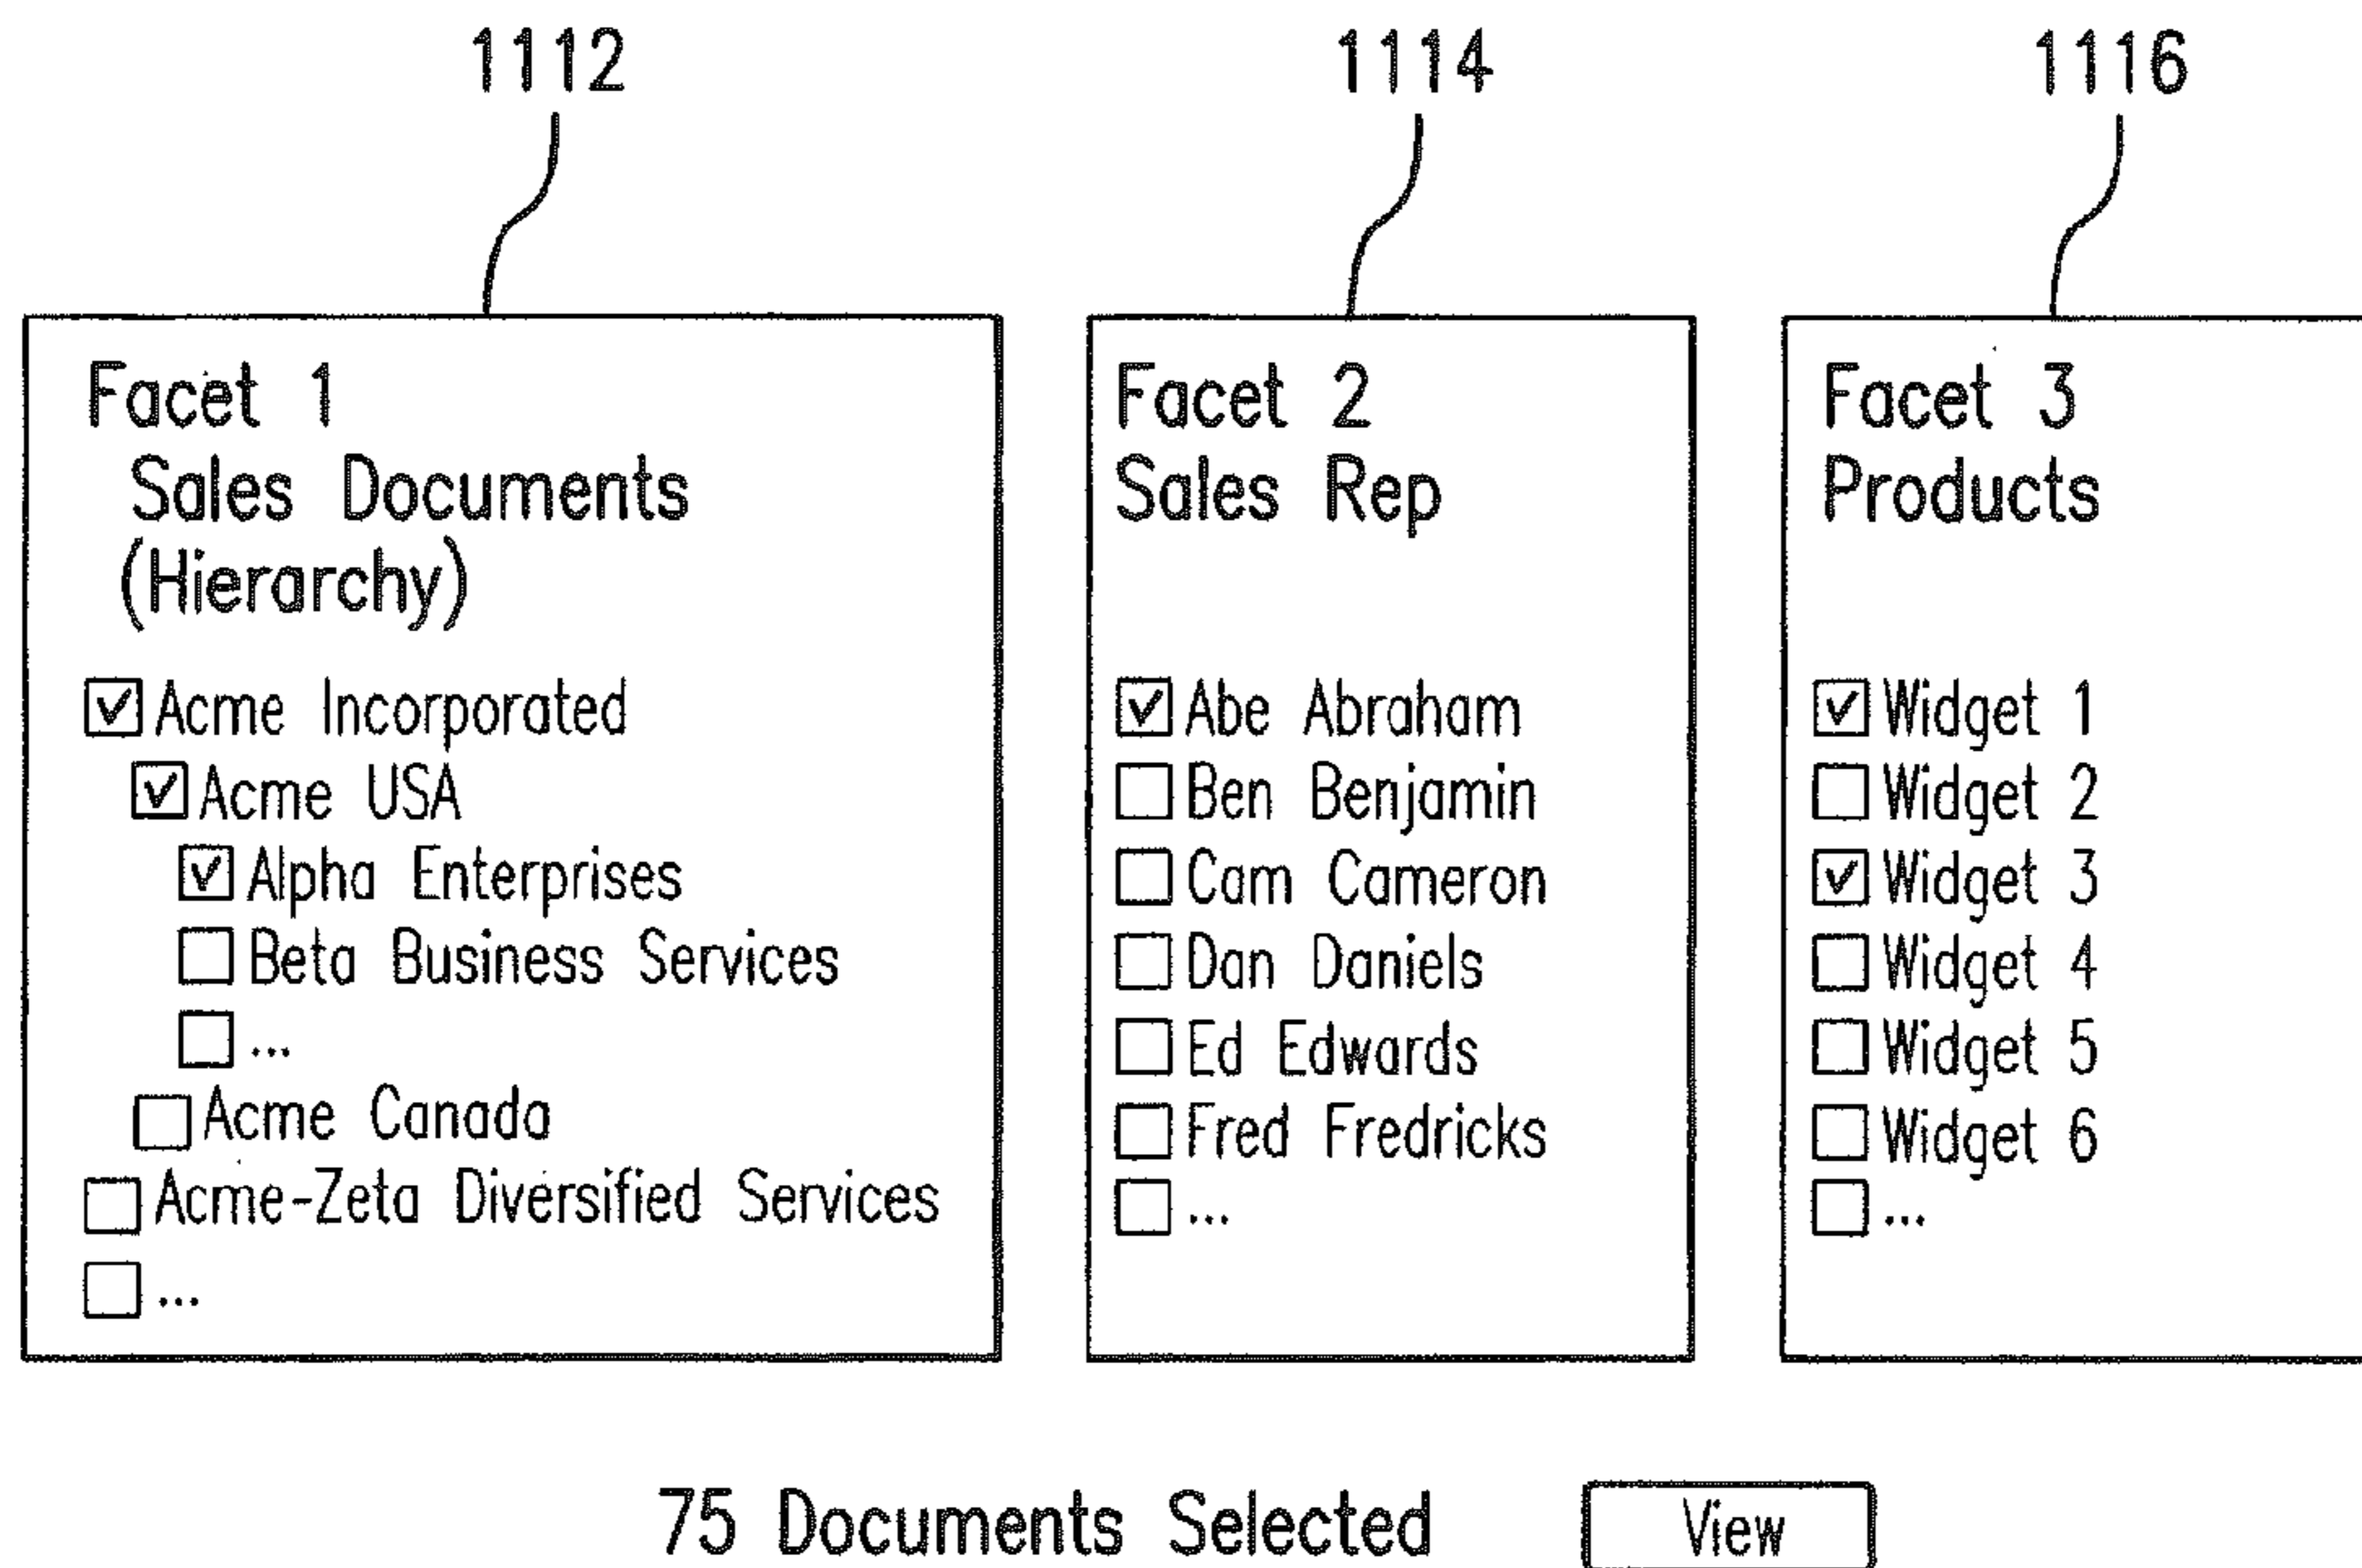 1112
1114
1116
Facet 1
Sales Documents
(Hierarchy)
Acme Incorporated
Acme USA
Alpha Enterprises
Beta Business Services
...
Acme Canada
Acme-Zeta Diversified Services
...
Facet 2
Sales Rep
Abe Abraham
Ben Benjamin
Cam Cameron
Dan Daniels
Ed Edwards
Fred Fredricks
...
Facet 3
Products
Widget 1
Widget 2
Widget 3
Widget 4
Widget 5
Widget 6
...
75 Documents Selected
View